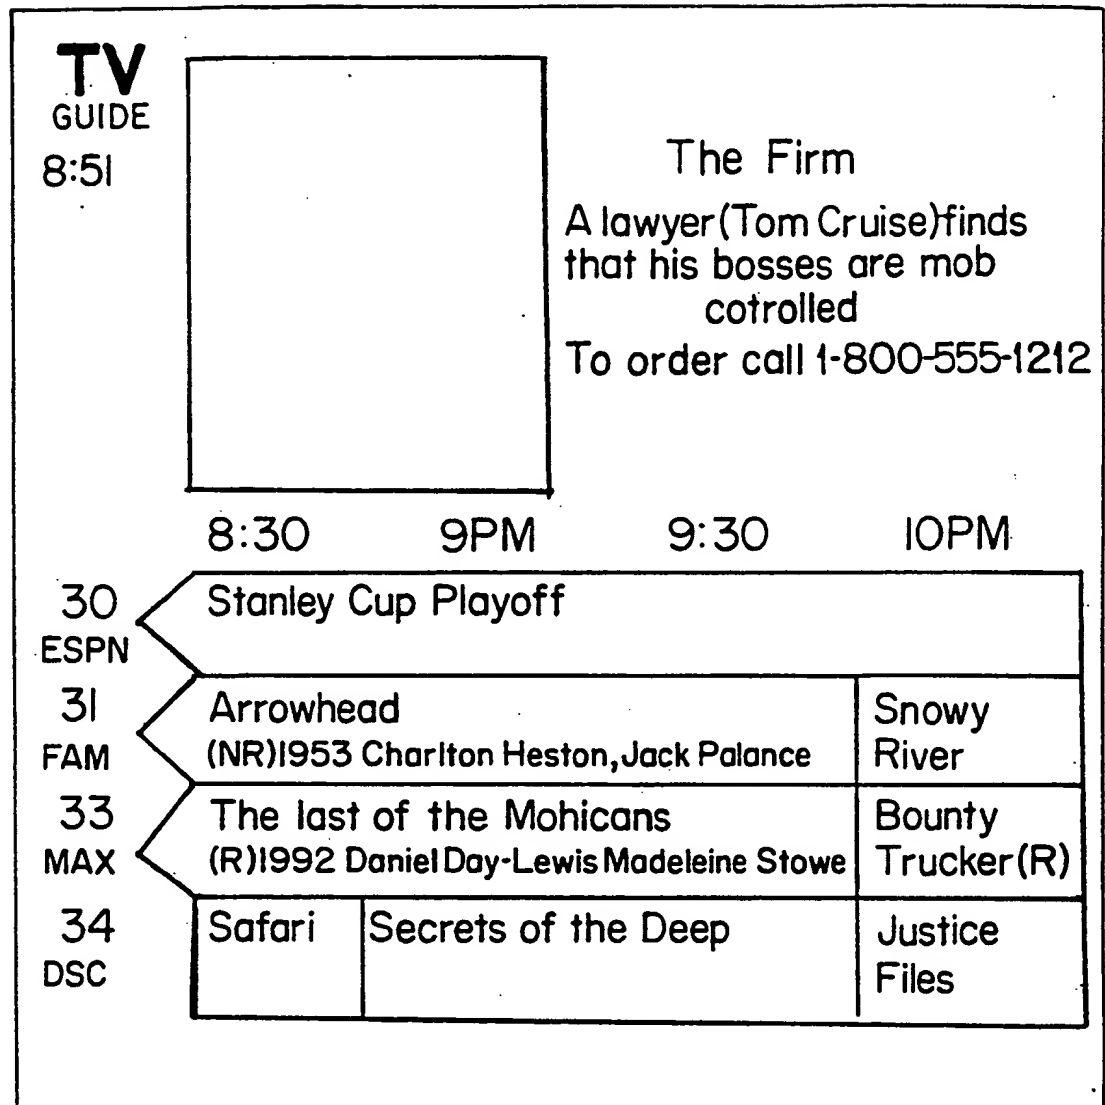 TV
GUIDE
8:51
The Firm
A lawyer(Tom Cruise)finds
that his bosses are mob
cotrolled
To order call 1-800-555-1212
8:30 9PM 9:30 10PM
30
ESPN
Stanley Cup Playoff
31
FAM
Arrowhead
(NR)1953 Charlton Heston,Jack Palance
Snowy
River
33
MAX
The last of the Mohicans
(R)1992 Daniel Day-Lewis Madeleine Stowe
Bounty
Trucker(R)
34
DSC
Safari
Secrets of the Deep
Justice
Files